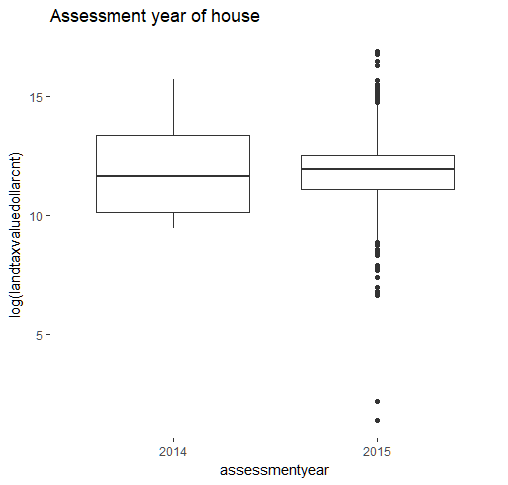 Assessment year of house
log(landtaxvaluedollarcnt)
15
10
5
2014 2015
assessmentyear